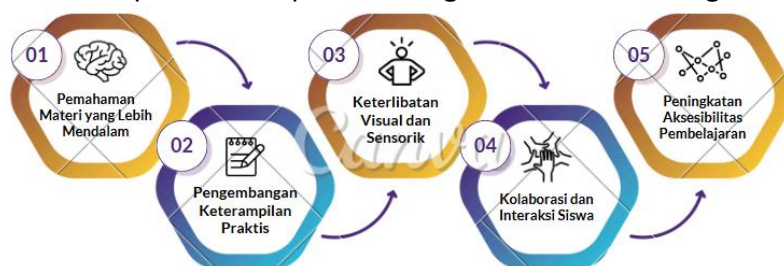 01
Pemahaman
Materi yang Lebih
Mendalam
02
Pengembangan
Keterampilan
Praktis
03
Keterlibatan
Visual dan
Sensorik
04
Kolaborasi dan
Interaksi Siswa
05
Peningkatan
Aksesibilitas
Pembelajaran
Canva